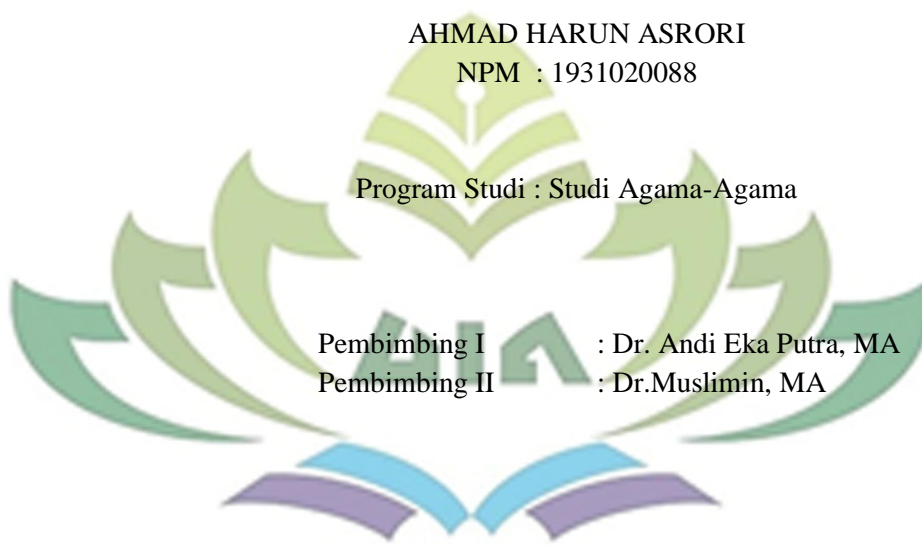 AHMAD HARUN ASRORI
NPM : 1931020088
Program Studi : Studi Agama-Agama
Pembimbing I : Dr. Andi Eka Putra, MA
Pembimbing II : Dr.Muslimin, MA